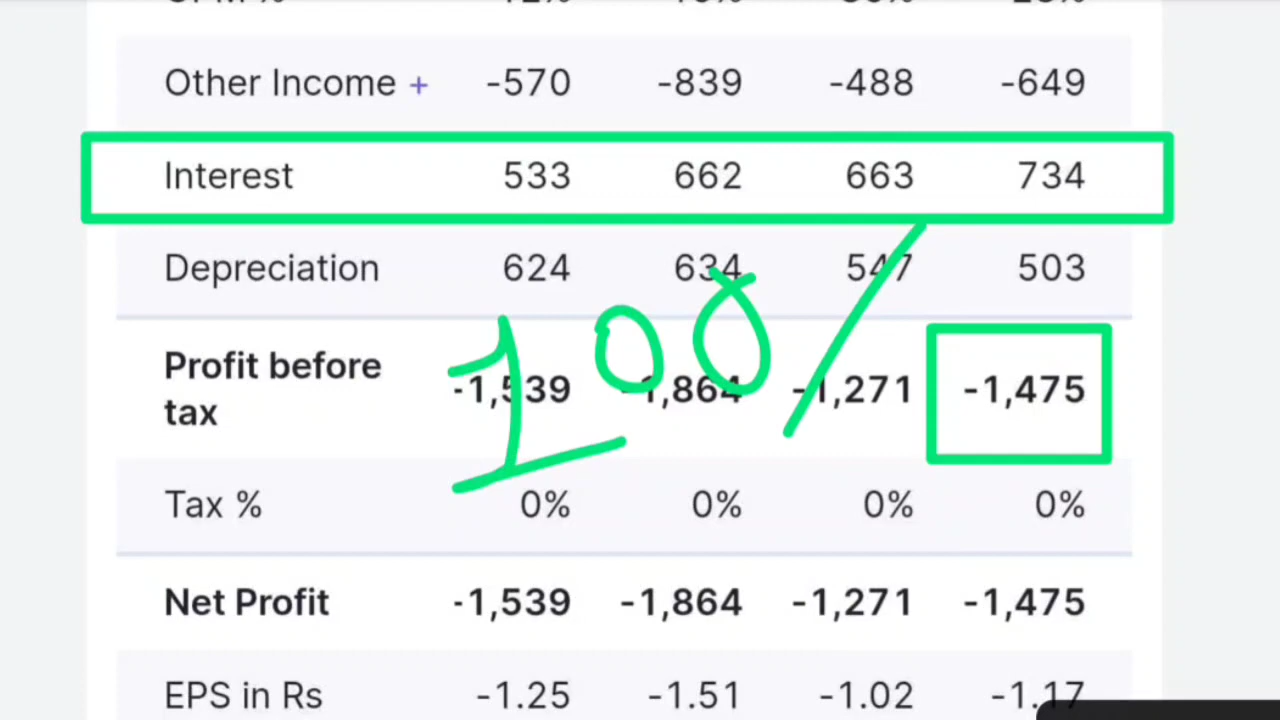 Other Income + -570 -839 -488 -649
Interest 533 662 663 734
Depreciation 624 634 547 503
100/
Profit before tax -1,539 -1,864 -1,271 -1,475
Tax % 0% 0% 0% 0%
Net Profit -1,539 -1,864 -1,271 -1,475
EPS in Rs -1.25 -1.51 -1.02 -1.17